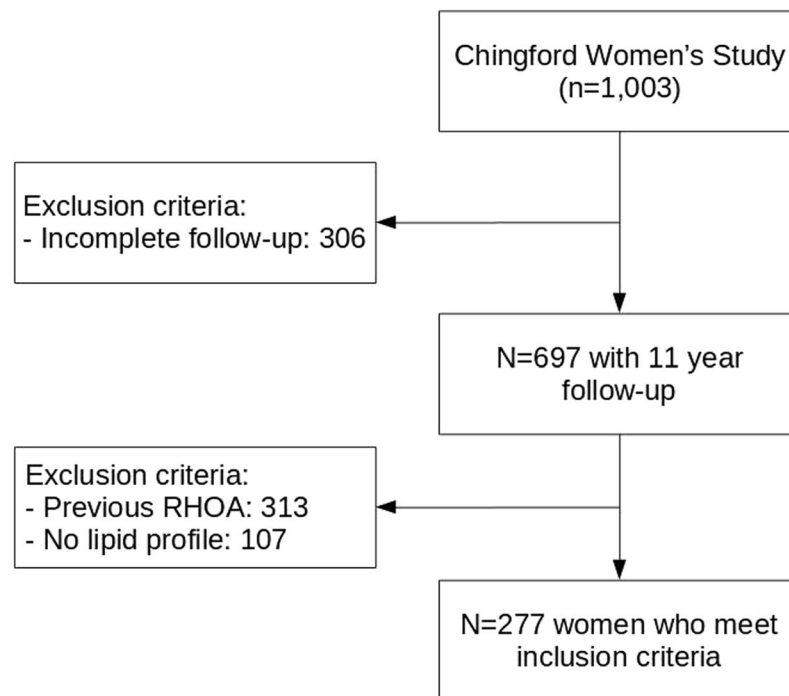 Chingford Women's Study
(n=1,003)
Exclusion criteria:
- Incomplete follow-up: 306
N=697 with 11 year
follow-up
Exclusion criteria:
- Previous RHOA: 313
- No lipid profile: 107
N=277 women who meet
inclusion criteria